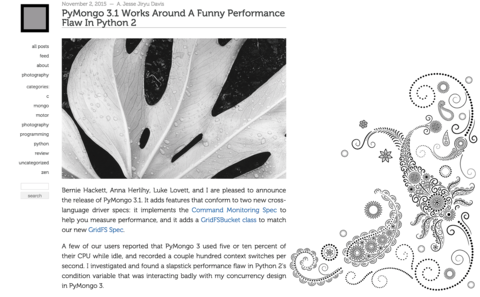 November 2, 2015 — A. Jesse Jiryu Davis
PyMongo 3.1 Works Around A Funny Performance
Flaw In Python 2
all posts
feed
about
photography
categories
c
mongo
motor
photography
programming
python
review
uncategorized
zen
search
Bernie Hackett, Anna Herlihy, Luke Lovett, and I are pleased to announce
the release of PyMongo 3.1. It adds features that conform to two new cross-
language driver specs: it implements the Command Monitoring Spec to
help you measure performance, and it adds a GridFSBucket class to match
our new GridFS Spec.
A few of our users reported that PyMongo 3 used five or ten percent of
their CPU while idle, and recorded a couple hundred context switches per
second. I investigated and found a slapstick performance flaw in Python 2's
condition variable that was interacting badly with my concurrency design
in PyMongo 3.